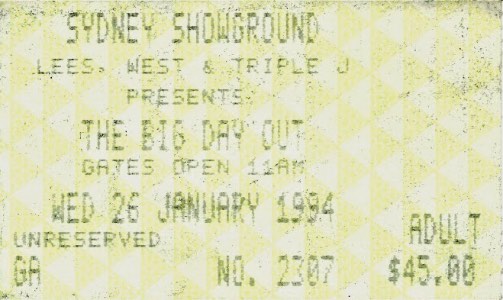 SYDNEY SHOWGROUND
LEES, WEST & TRIPLE J
PRESENTS
THE BIG DAY OUT
GATES OPEN 11AM
WED 26 JANUARY 1994
ADULT
UNRESERVED
GA NO. 2307 $45.00